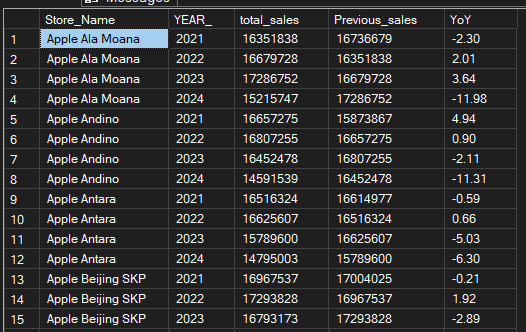 Messages
Store_Name YEAR_ total_sales Previous_sales YoY
1 Apple Ala Moana 2021 16351838 16736679 -2.30
2 Apple Ala Moana 2022 16679728 16351838 2.01
3 Apple Ala Moana 2023 17286752 16679728 3.64
4 Apple Ala Moana 2024 15215747 17286752 -11.98
5 Apple Andino 2021 16657275 15873867 4.94
6 Apple Andino 2022 16807255 16657275 0.90
7 Apple Andino 2023 16452478 16807255 -2.11
8 Apple Andino 2024 14591539 16452478 -11.31
9 Apple Antara 2021 16516324 16614977 -0.59
10 Apple Antara 2022 16625607 16516324 0.66
11 Apple Antara 2023 15789600 16625607 -5.03
12 Apple Antara 2024 14795003 15789600 -6.30
13 Apple Beijing SKP 2021 16967537 17004025 -0.21
14 Apple Beijing SKP 2022 17293828 16967537 1.92
15 Apple Beijing SKP 2023 16793173 17293828 -2.89